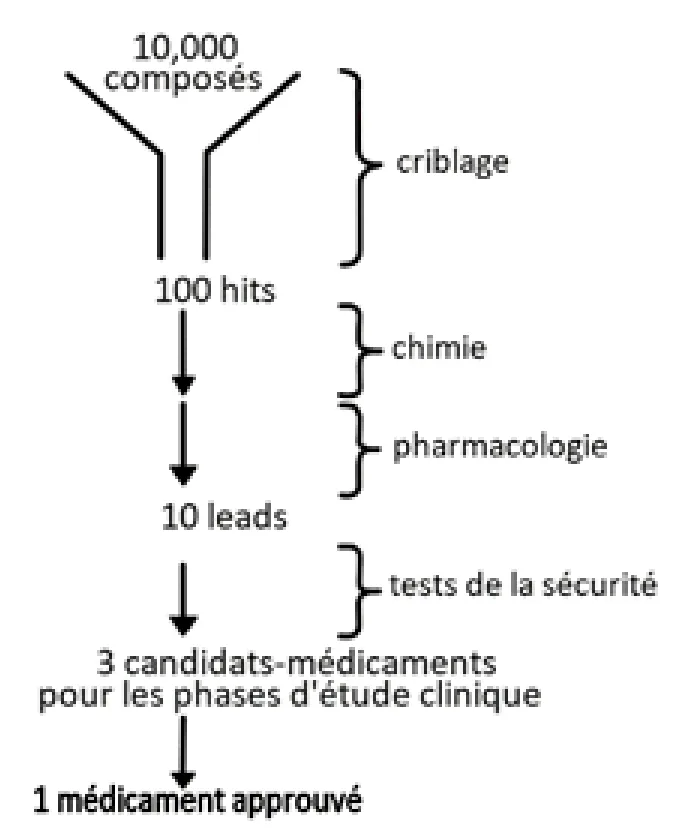 10,000
composés
criblage
100 hits
chimie
pharmacologie
10 leads
tests de la sécurité
3 candidats-médicaments
pour les phases d'étude clinique
1 médicament approuvé